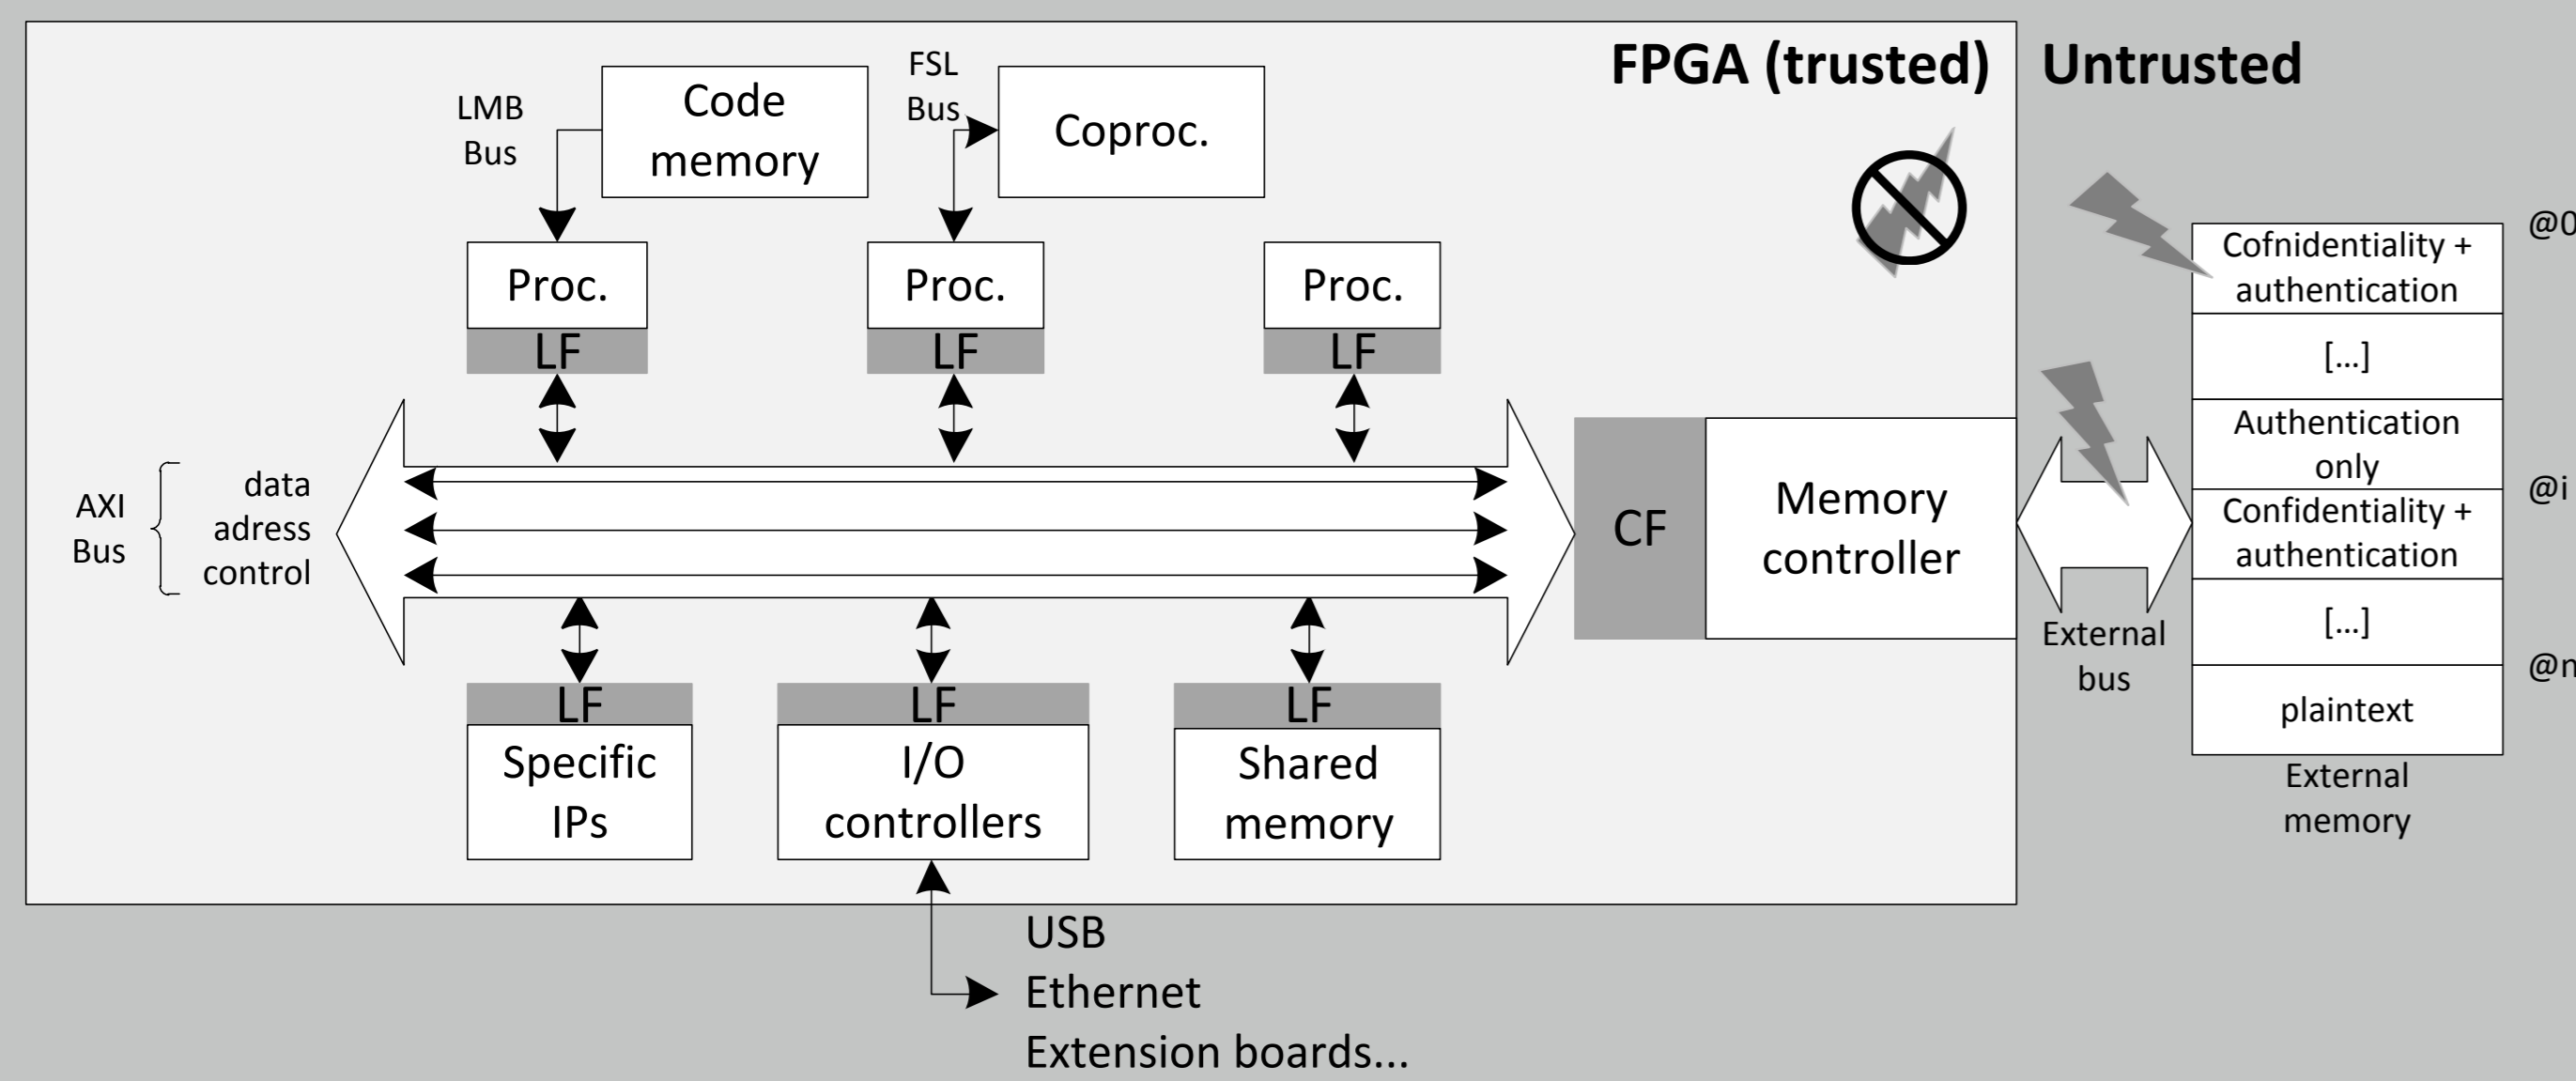 FPGA (trusted)
Untrusted
LMB
Bus
Code
memory
FSL
Bus
Coproc.
Proc.
LF
Proc.
LF
Proc.
LF
AXI
Bus
data
adress
control
CF
Memory
controller
LF
Specific
IPs
LF
I/O
controllers
LF
Shared
memory
USB
Ethernet
Extension boards...
External
bus
Cofnidentiality +
authentication
[...]
Authentication
only
Confidentiality +
authentication
[...]
plaintext
External
memory
@0
@i
@n